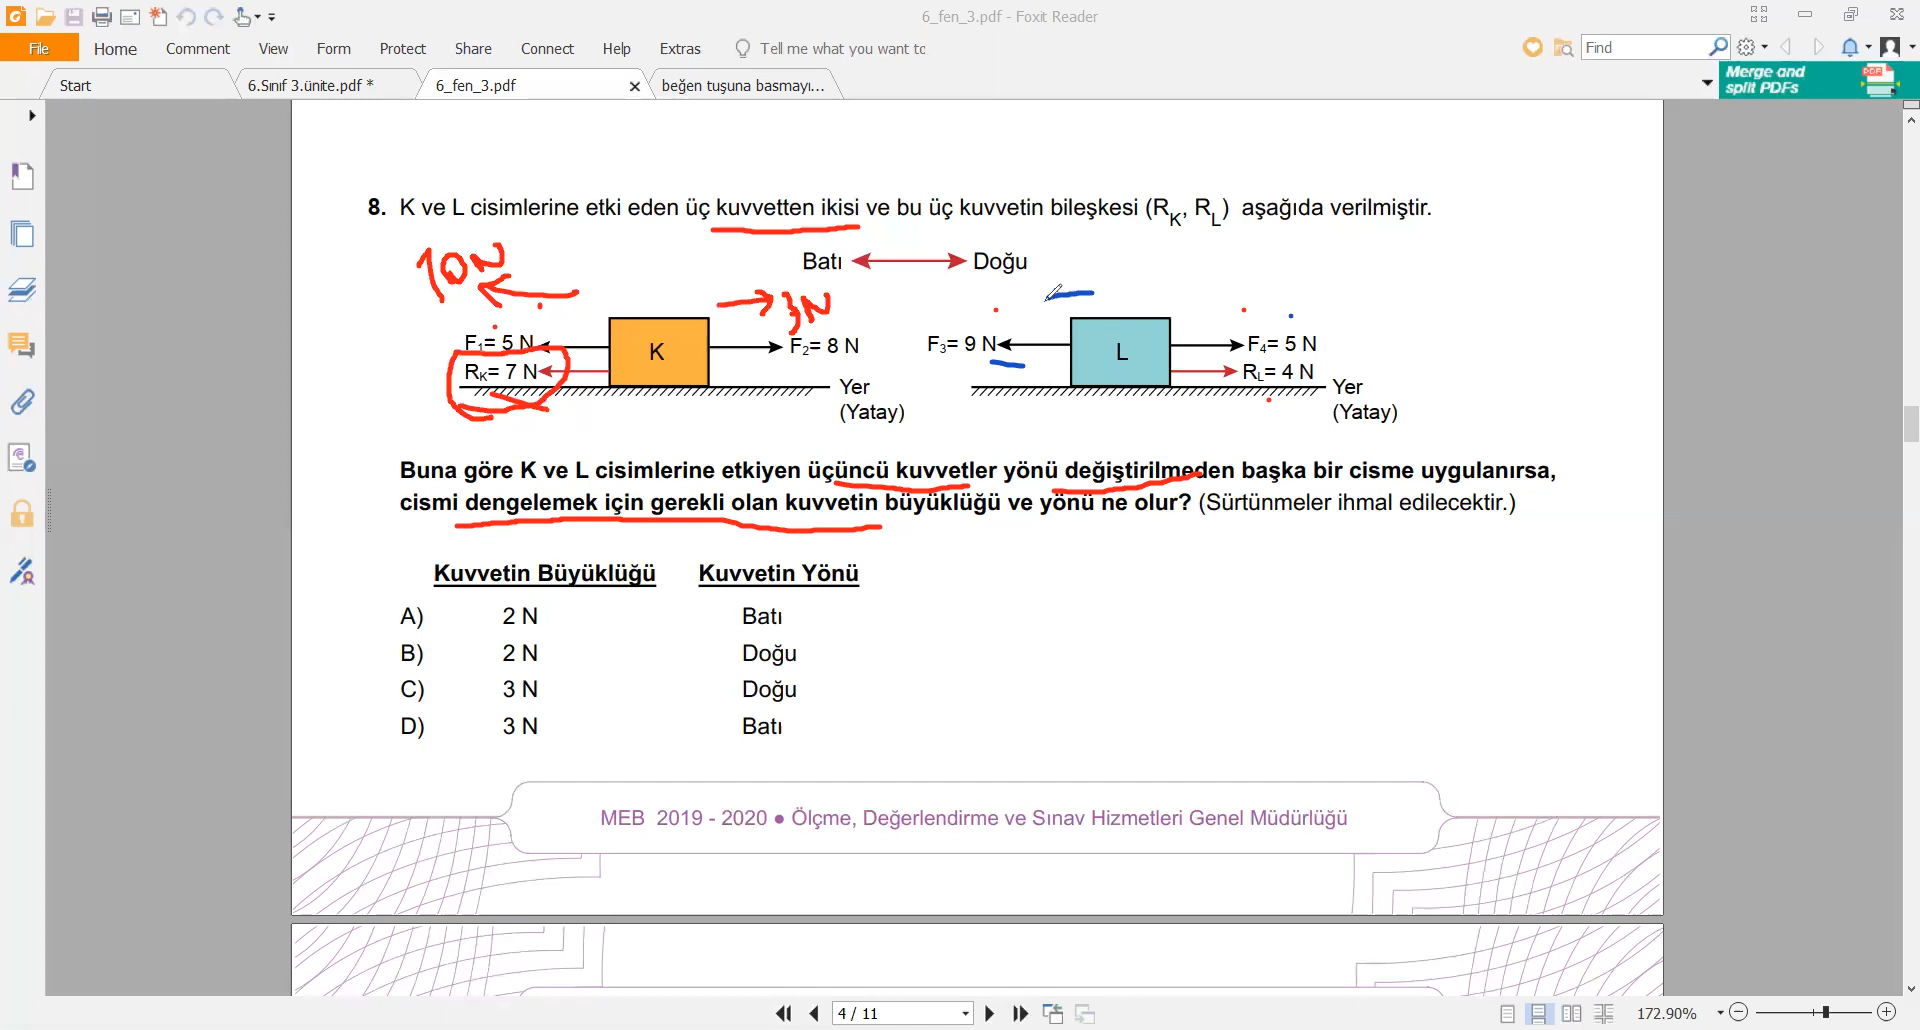 6_fen_3.pdf - Foxit Reader
File Home Comment View Form Protect Share Connect Help Extras Tell me what you want to Find
Start 6.Sınıf 3.ünite.pdf * 6_fen_3.pdf beğen tuşuna basmayı... Merge and split PDFs
8. K ve L cisimlerine etki eden üç kuvvetten ikisi ve bu üç kuvvetin bileşkesi (RK, RL) aşağıda verilmiştir.
Batı Doğu
10N
3N
F1= 5 N K F2= 8 N F3= 9 N L F4= 5 N
RK= 7 N RL= 4 N
Yer Yer
(Yatay) (Yatay)
Buna göre K ve L cisimlerine etkiyen üçüncü kuvvetler yönü değiştirilmeden başka bir cisme uygulanırsa,
cismi dengelemek için gerekli olan kuvvetin büyüklüğü ve yönü ne olur? (Sürtünmeler ihmal edilecektir.)
Kuvvetin Büyüklüğü Kuvvetin Yönü
A) 2 N Batı
B) 2 N Doğu
C) 3 N Doğu
D) 3 N Batı
MEB 2019 - 2020 ● Ölçme, Değerlendirme ve Sınav Hizmetleri Genel Müdürlüğü
4 / 11 172.90%